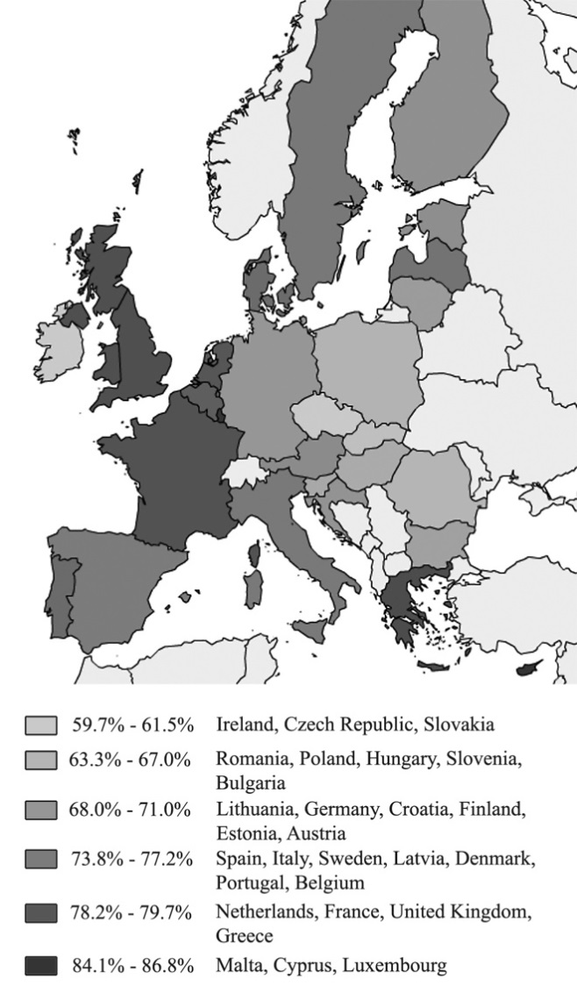 59.7% - 61.5% Ireland, Czech Republic, Slovakia
63.3% - 67.0% Romania, Poland, Hungary, Slovenia,
Bulgaria
68.0% - 71.0% Lithuania, Germany, Croatia, Finland,
Estonia, Austria
73.8% - 77.2% Spain, Italy, Sweden, Latvia, Denmark,
Portugal, Belgium
78.2% - 79.7% Netherlands, France, United Kingdom,
Greece
84.1% - 86.8% Malta, Cyprus, Luxembourg